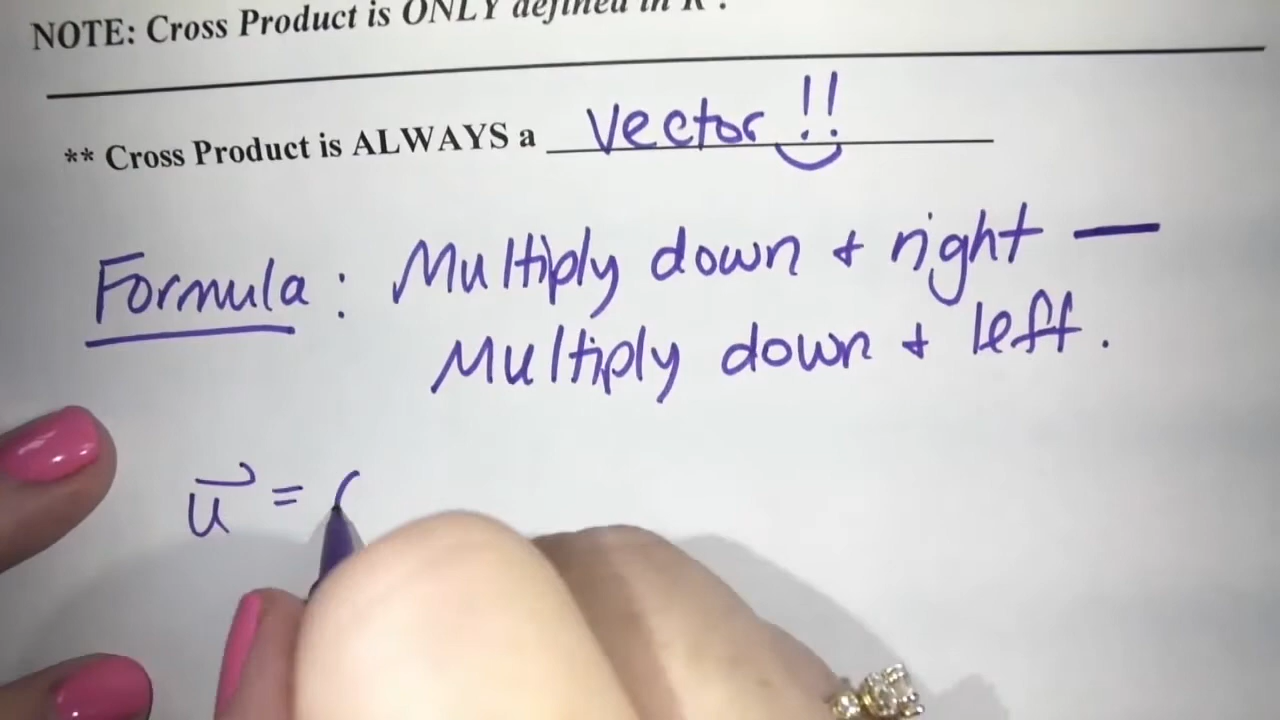 NOTE: Cross Product is ONLY defined in R
** Cross Product is ALWAYS a Vector !!
Formula : Multiply down + right —
Multiply down + left.
u⃗ = (